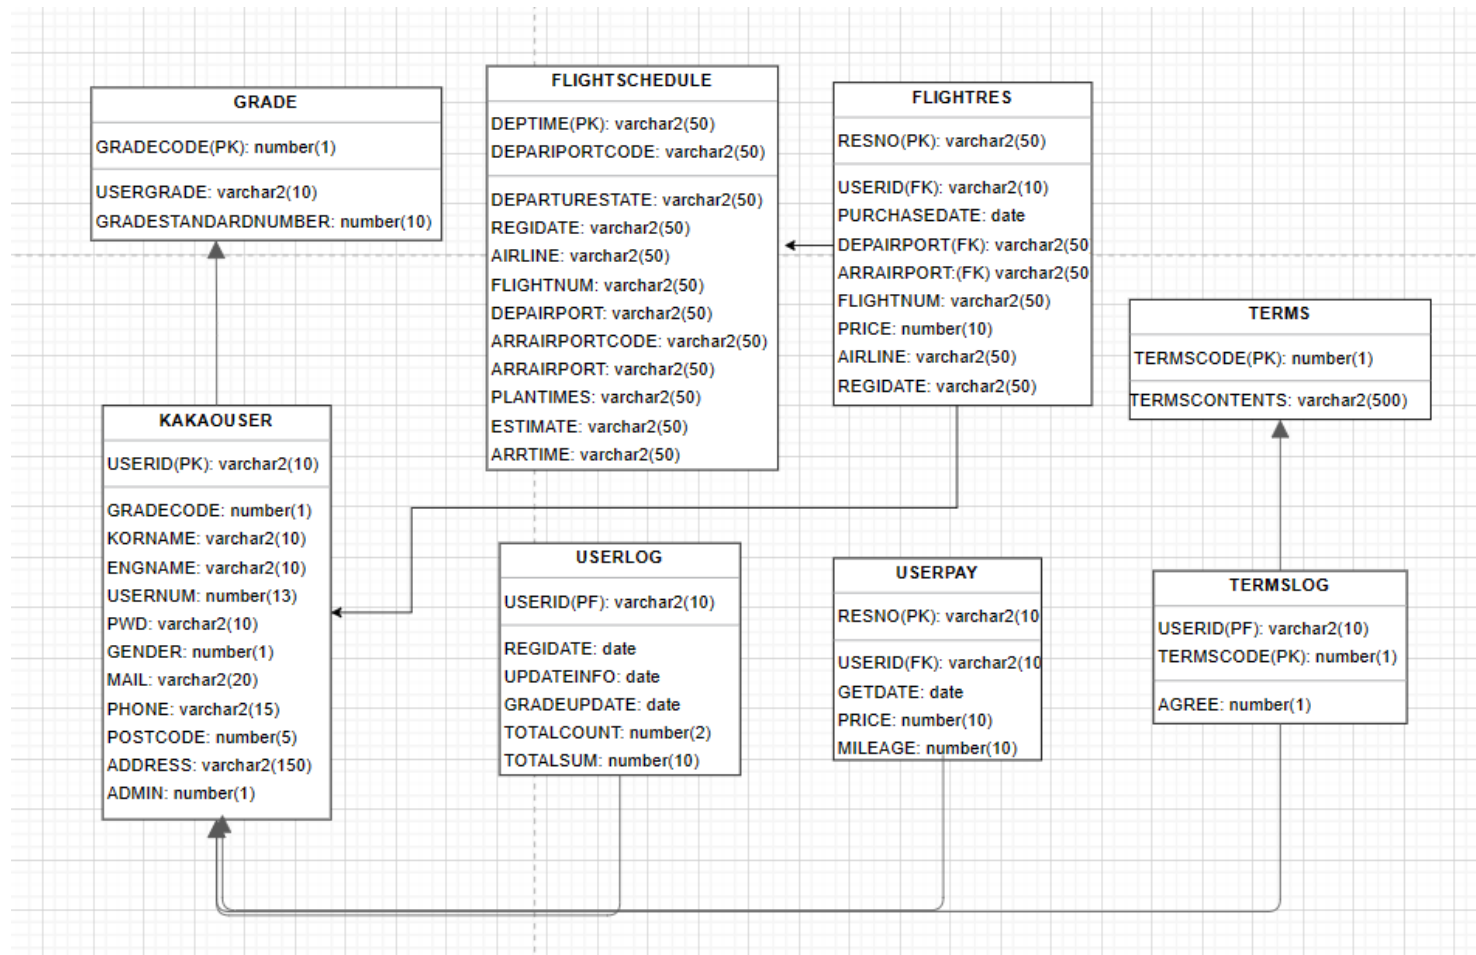 GRADE
GRADECODE(PK): number(1)
USERGRADE: varchar2(10)
GRADESTANDARDNUMBER: number(10)
FLIGHTSCHEDULE
DEPTIME(PK): varchar2(50)
DEPARIPORTCODE: varchar2(50)
DEPARTURESTATE: varchar2(50)
REGIDATE: varchar2(50)
AIRLINE: varchar2(50)
FLIGHTNUM: varchar2(50)
DEPAIRPORT: varchar2(50)
ARRAIRPORTCODE: varchar2(50)
ARRAIRPORT: varchar2(50)
PLANTIMES: varchar2(50)
ESTIMATE: varchar2(50)
ARRTIME: varchar2(50)
FLIGHTRES
RESNO(PK): varchar2(50)
USERID(FK): varchar2(10)
PURCHASEDATE: date
DEPAIRPORT(FK): varchar2(50
ARRAIRPORT:(FK) varchar2(50
FLIGHTNUM: varchar2(50)
PRICE: number(10)
AIRLINE: varchar2(50)
REGIDATE: varchar2(50)
TERMS
TERMSCODE(PK): number(1)
TERMSCONTENTS: varchar2(500)
KAKAOUSER
USERID(PK): varchar2(10)
GRADECODE: number(1)
KORNAME: varchar2(10)
ENGNAME: varchar2(10)
USERNUM: number(13)
PWD: varchar2(10)
GENDER: number(1)
MAIL: varchar2(20)
PHONE: varchar2(15)
POSTCODE: number(5)
ADDRESS: varchar2(150)
ADMIN: number(1)
USERLOG
USERID(PF): varchar2(10)
REGIDATE: date
UPDATEINFO: date
GRADEUPDATE: date
TOTALCOUNT: number(2)
TOTALSUM: number(10)
USERPAY
RESNO(PK): varchar2(10
USERID(FK): varchar2(10
GETDATE: date
PRICE: number(10)
MILEAGE: number(10)
TERMSLOG
USERID(PF): varchar2(10)
TERMSCODE(PK): number(1)
AGREE: number(1)